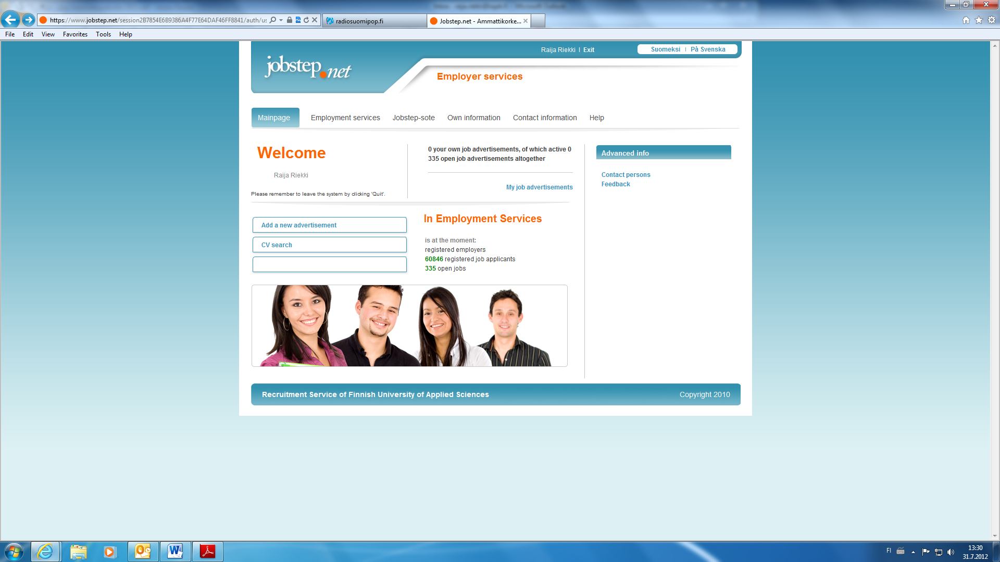 https://www.jobstep.net/session2B7854E6B9386A4F77E64DAF46FF8841/auth/us
radiosuomipop.fi
Jobstep.net - Ammattikorke...
File Edit View Favorites Tools Help
Raija Riekki | Exit
Suomeksi | På Svenska
jobstep.net
Employer services
Mainpage
Employment services
Jobstep-sote
Own information
Contact information
Help
Welcome
Raija Riekki
Please remember to leave the system by clicking 'Quit'.
0 your own job advertisements, of which active 0
335 open job advertisements altogether
My job advertisements
Advanced info
Contact persons
Feedback
Add a new advertisement
CV search
In Employment Services
is at the moment:
registered employers
60846 registered job applicants
335 open jobs
Recruitment Service of Finnish University of Applied Sciences
Copyright 2010
FI
13:30
31.7.2012